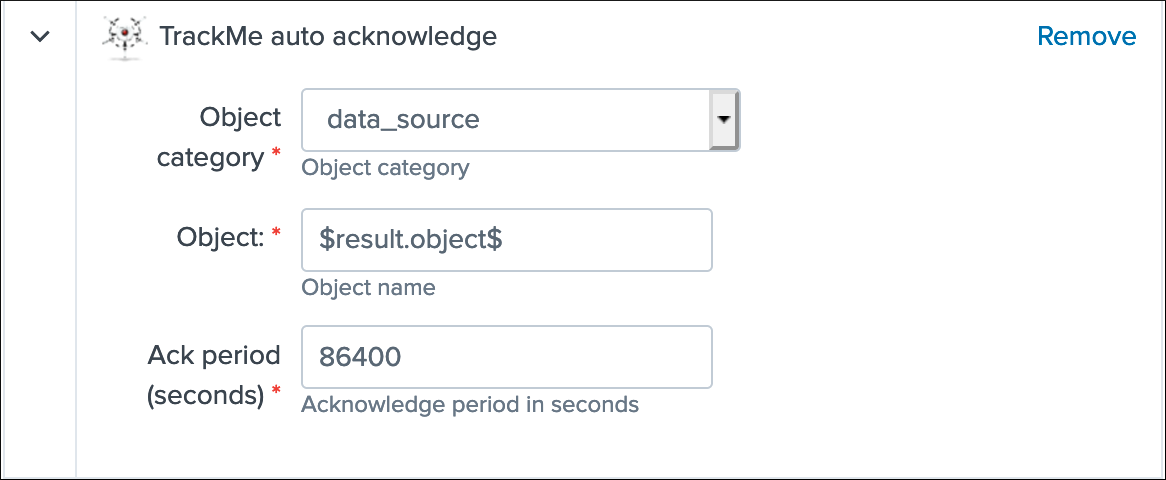 TrackMe auto acknowledge Remove
Object category * data_source
Object category
Object: * $result.object$
Object name
Ack period (seconds) * 86400
Acknowledge period in seconds